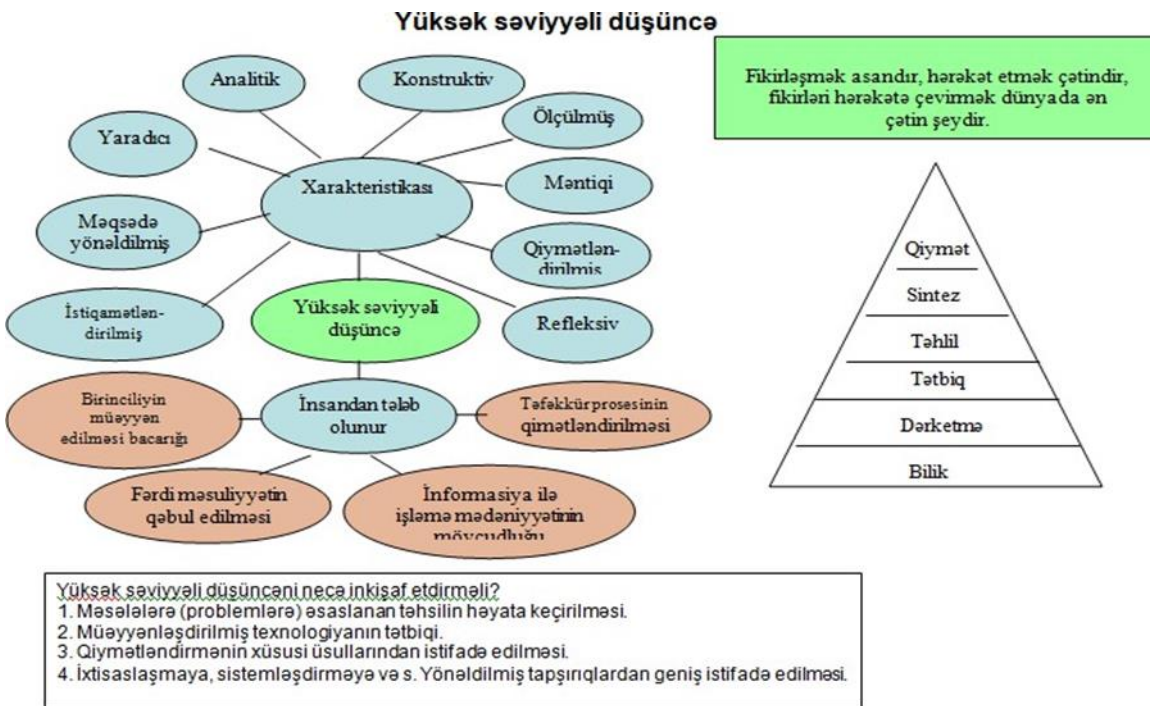 Yüksək səviyyəli düşüncə
Analitik
Konstruktiv
Ölçülmüş
Yaradıcı
Xarakteristikası
Məntiqi
Məqsədə
yönəldilmiş
Qiymətlən-
dirilmiş
İstiqamətlən-
dirilmiş
Yüksək səviyyəli
düşüncə
Refleksiv
Birinciliyin
müəyyən
edilməsi bacarığı
İnsandan tələb
olunur
Təfəkkür prosesinin
qimətləndirilməsi
Fərdi məsuliyyətin
qəbul edilməsi
İnformasiya ilə
işləmə mədəniyyətinin
mövcudluğu
Fikirləşmək asandır, hərəkət etmək çətindir,
fikirləri hərəkətə çevirmək dünyada ən
çətin şeydir.
Qiymət
Sintez
Təhlil
Tətbiq
Dərketmə
Bilik
Yüksək səviyyəli düşüncəni necə inkişaf etdirməli?
1. Məsələlərə (problemlərə) əsaslanan təhsilin həyata keçirilməsi.
2. Müəyyənləşdirilmiş texnologiyanın tətbiqi.
3. Qiymətləndirmənin xüsusi üsullarından istifadə edilməsi.
4. İxtisaslaşmaya, sistemləşdirməyə və s. Yönəldilmiş tapşırıqlardan geniş istifadə edilməsi.